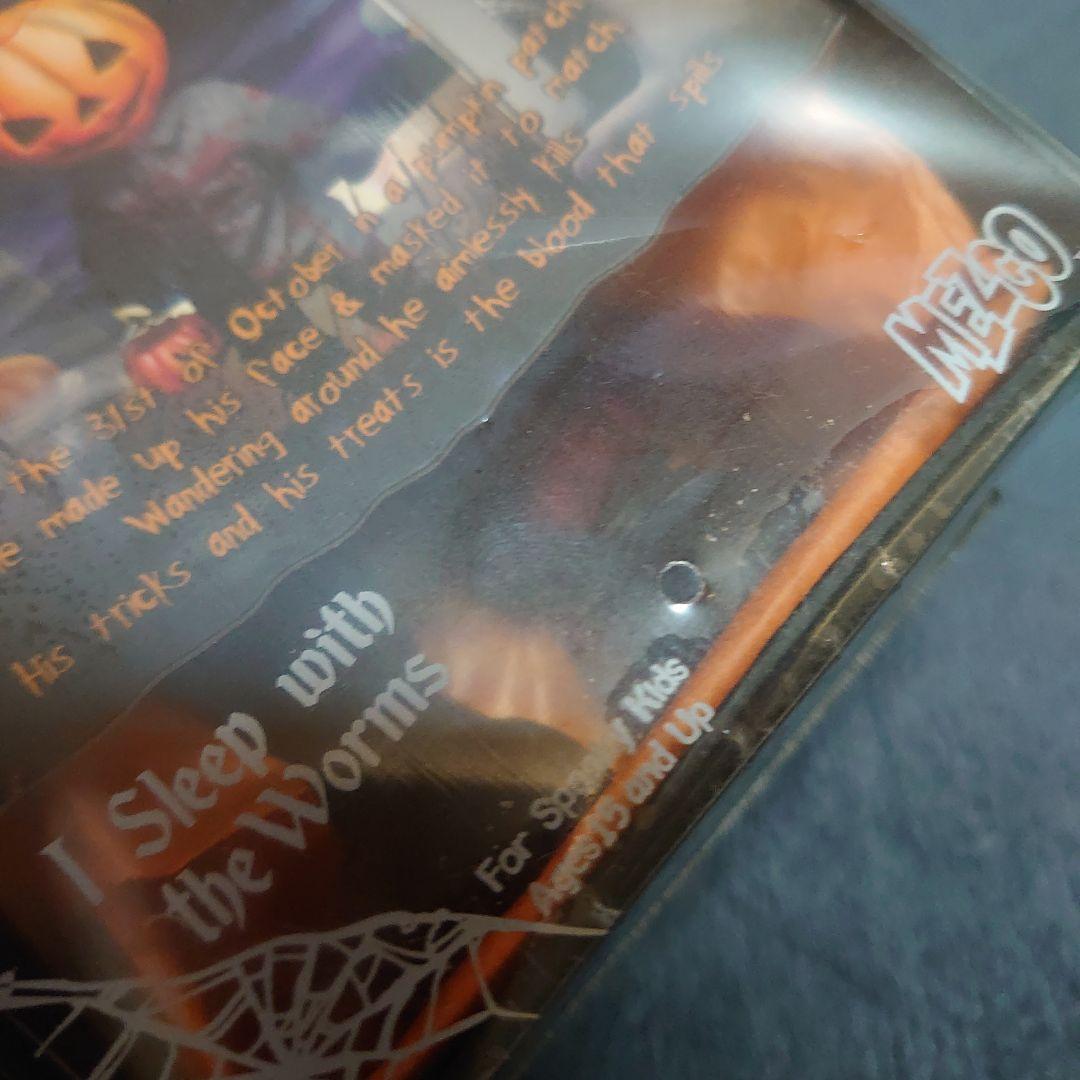 the 31st of October in a pumpkin patch
made up his face & masked it to match
Wandering around he aimlessly kills
His tricks and his treats is the blood that spills
MEZCO
I Sleep with
the Worms
For Spooky Kids
Ages 15 and Up